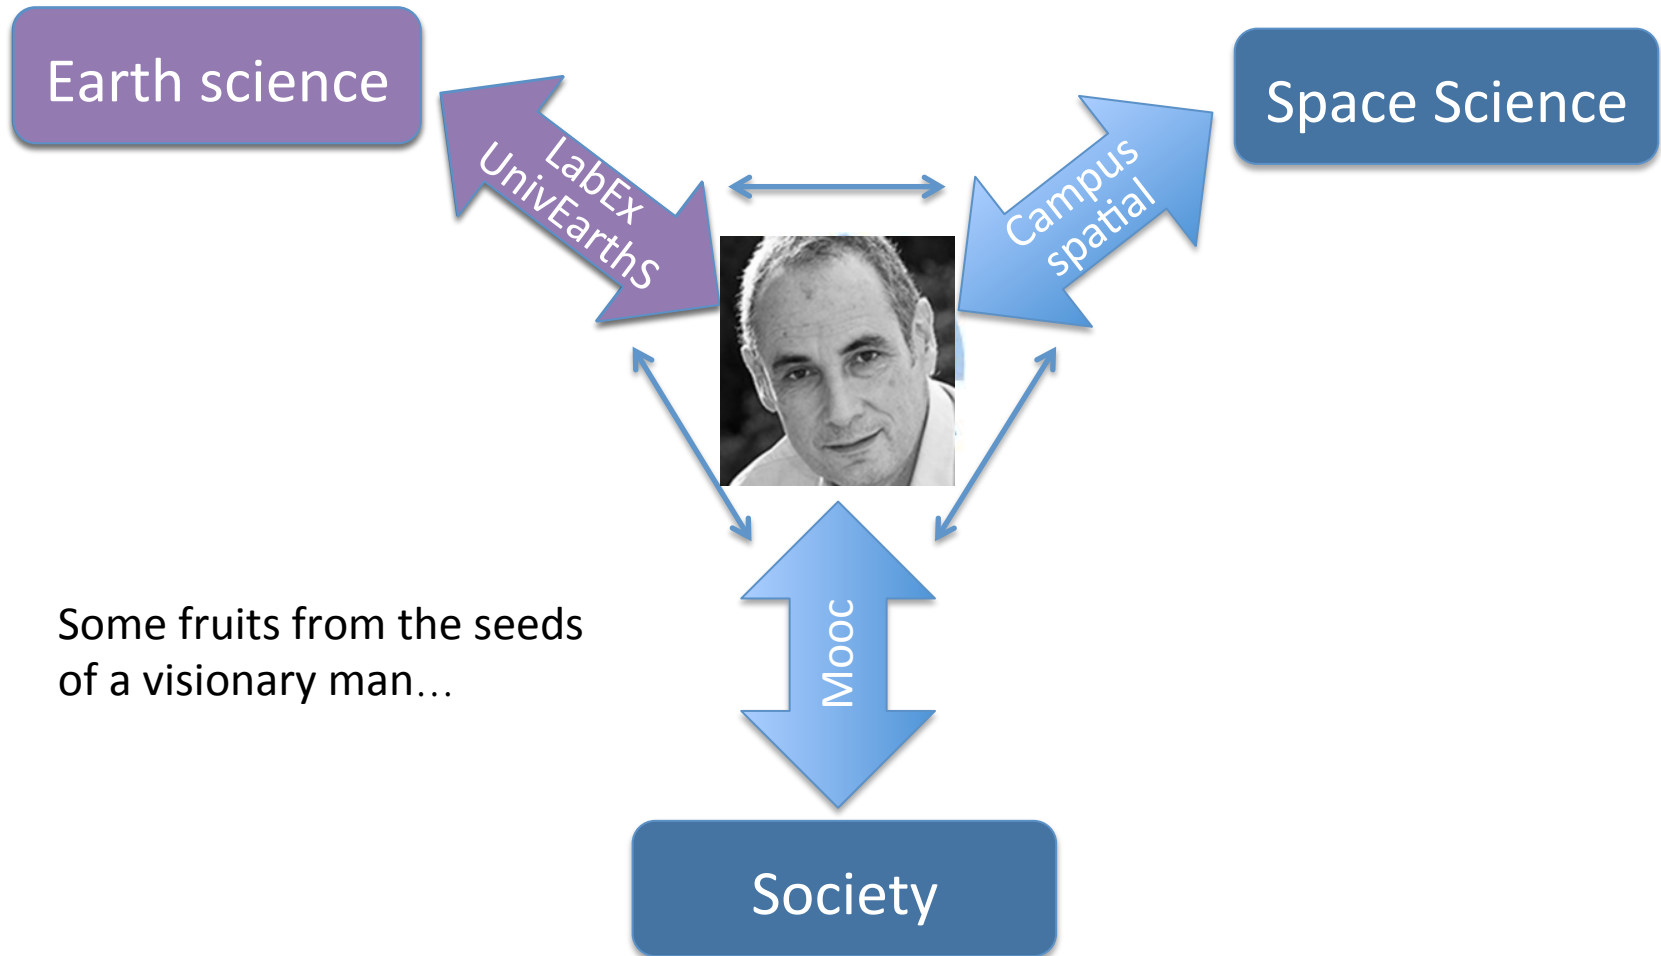 Earth science
Space Science
LabEx
UnivEarthS
Campus
spatial
Some fruits from the seeds
of a visionary man…
Mooc
Society